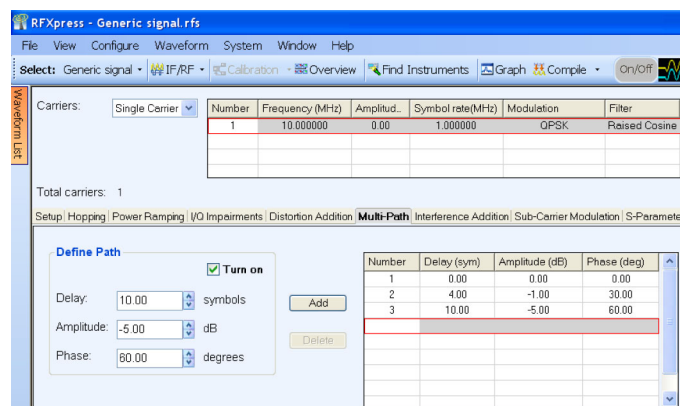 RFXpress - Generic signal.rfs
File View Configure Waveform System Window Help
Select: Generic signal IF/RF Calibration Overview Find Instruments Graph Compile On/Off
Waveform List
Carriers: Single Carrier
Number Frequency (MHz) Amplitud.. Symbol rate(MHz) Modulation Filter
1 10.000000 0.00 1.000000 QPSK Raised Cosine
Total carriers: 1
Setup Hopping Power Ramping I/Q Impairments Distortion Addition Multi-Path Interference Addition Sub-Carrier Modulation S-Paramete
Define Path
Turn on
Delay: 10.00 symbols
Amplitude: -5.00 dB
Phase: 60.00 degrees
Add
Delete
Number Delay (sym) Amplitude (dB) Phase (deg)
1 0.00 0.00 0.00
2 4.00 -1.00 30.00
3 10.00 -5.00 60.00